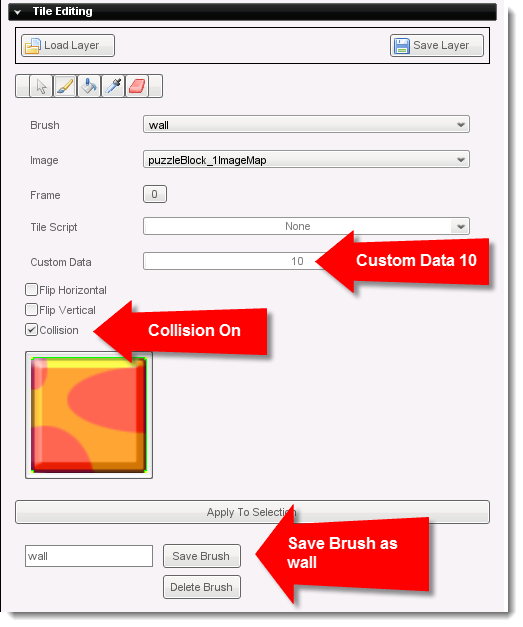 Tile Editing
Load Layer
Save Layer
Brush
wall
Image
puzzleBlock_1ImageMap
Frame
0
Tile Script
None
Custom Data
10
Custom Data 10
Flip Horizontal
Flip Vertical
Collision
Collision On
Apply To Selection
wall
Save Brush
Save Brush as
wall
Delete Brush